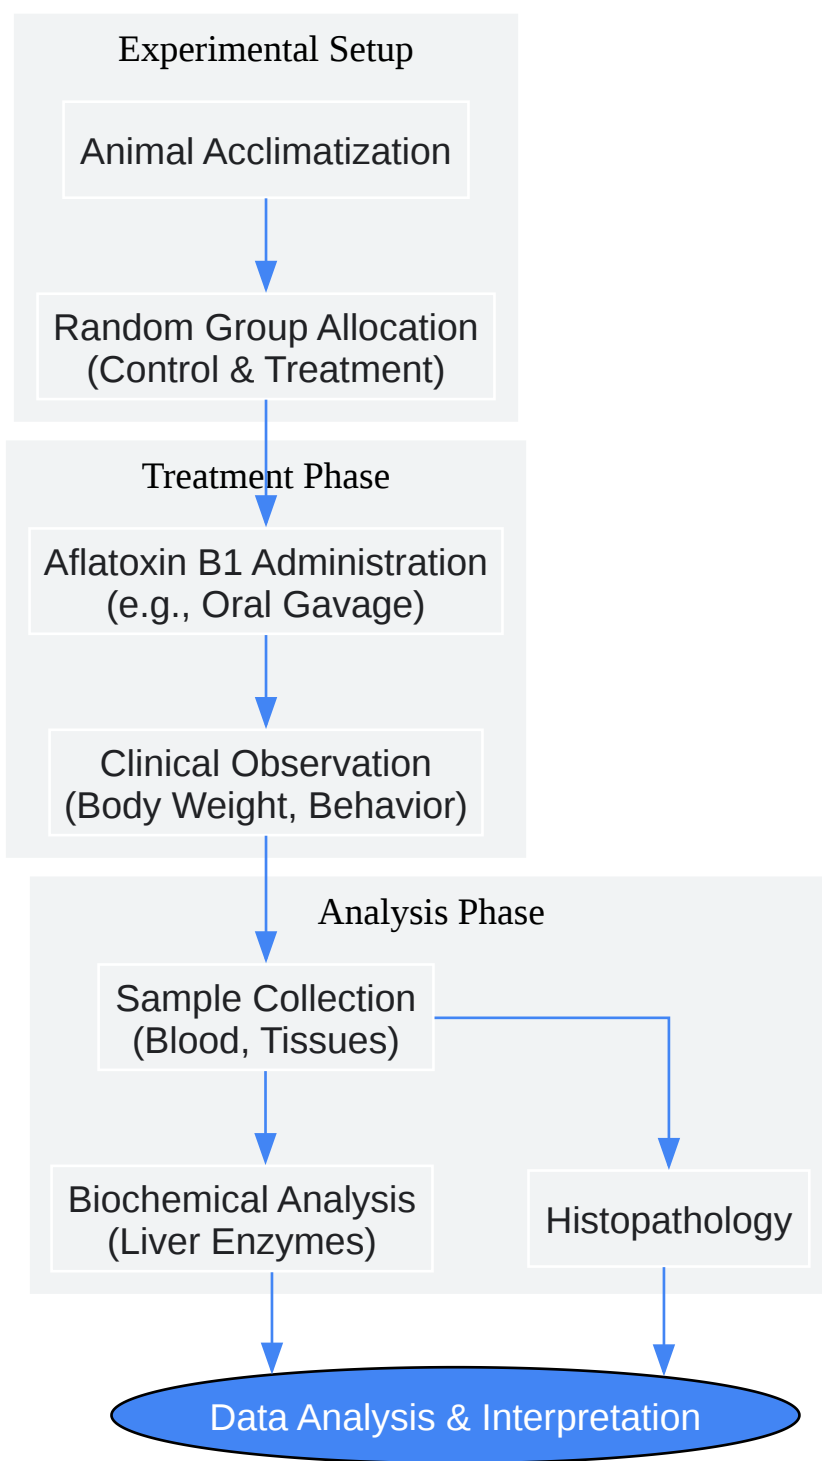 Experimental Setup
Animal Acclimatization
Random Group Allocation
(Control & Treatment)
Treatment Phase
Aflatoxin B1 Administration
(e.g., Oral Gavage)
Clinical Observation
(Body Weight, Behavior)
Analysis Phase
Sample Collection
(Blood, Tissues)
Biochemical Analysis
(Liver Enzymes)
Histopathology
Data Analysis & Interpretation